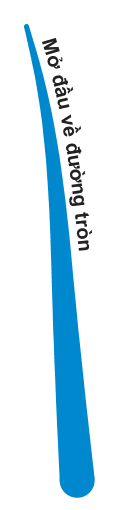 Mở đầu về đường tròn